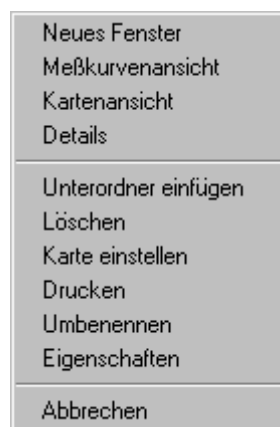 Neues Fenster
Meßkurvenansicht
Kartenansicht
Details
Unterordner einfügen
Löschen
Karte einstellen
Drucken
Umbenennen
Eigenschaften
Abbrechen